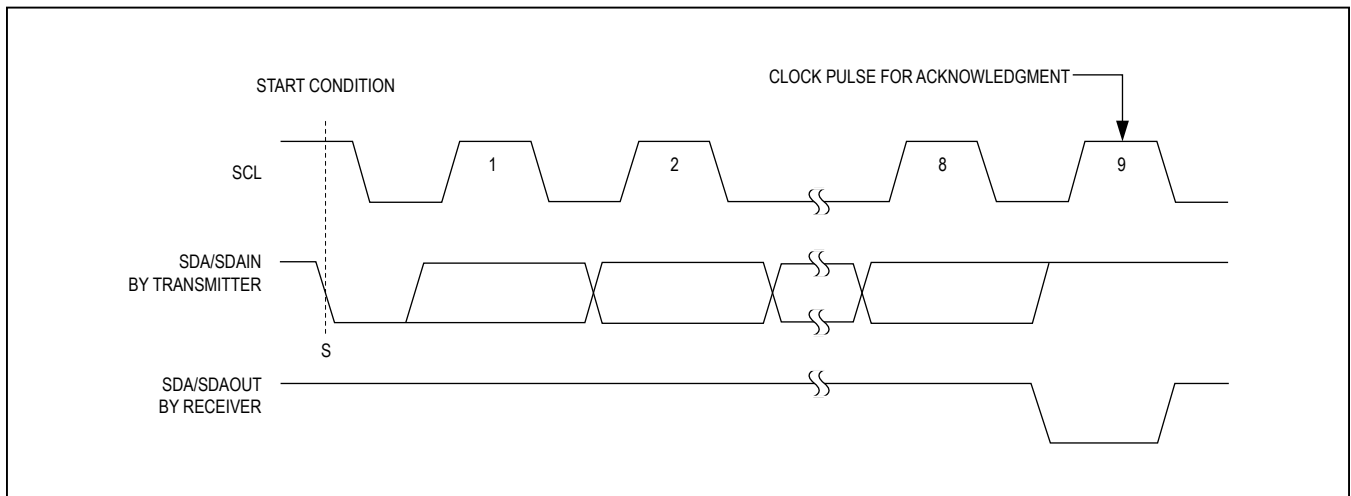 START CONDITION
CLOCK PULSE FOR ACKNOWLEDGMENT
SCL
1
2
8
9
SDA/SDAIN
BY TRANSMITTER
S
SDA/SDAOUT
BY RECEIVER